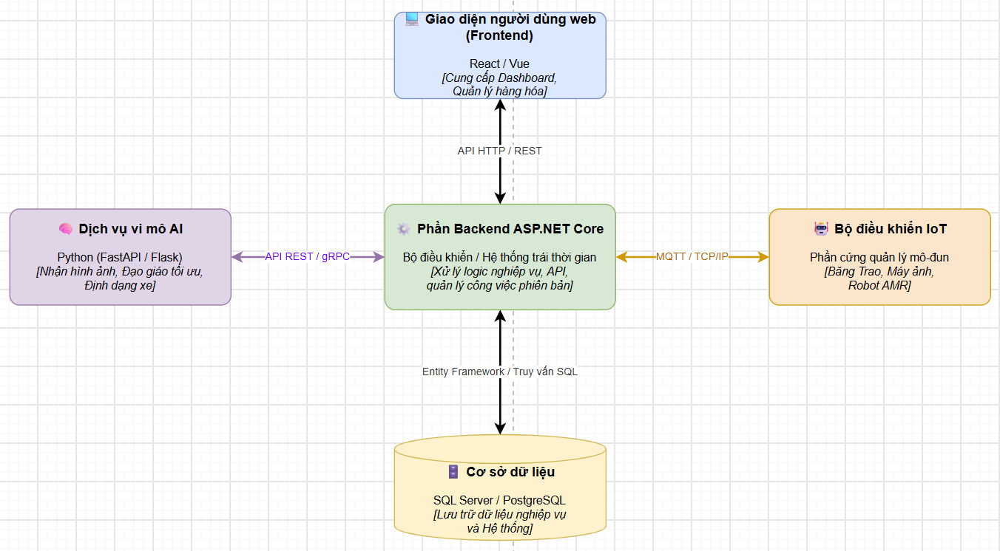 Giao diện người dùng web
(Frontend)
React / Vue
[Cung cấp Dashboard,
Quản lý hàng hóa]
API HTTP / REST
Dịch vụ vi mô AI
Python (FastAPI / Flask)
[Nhận hình ảnh, Đạo giáo tối ưu,
Định dạng xe]
API REST / gRPC
Phần Backend ASP.NET Core
Bộ điều khiển / Hệ thống trái thời gian
[Xử lý logic nghiệp vụ, API,
quản lý công việc phiên bản]
MQTT / TCP/IP
Bộ điều khiển IoT
Phần cứng quản lý mô-đun
[Băng Trao, Máy ảnh,
Robot AMR]
Entity Framework / Truy vấn SQL
Cơ sở dữ liệu
SQL Server / PostgreSQL
[Lưu trữ dữ liệu nghiệp vụ
và Hệ thống]